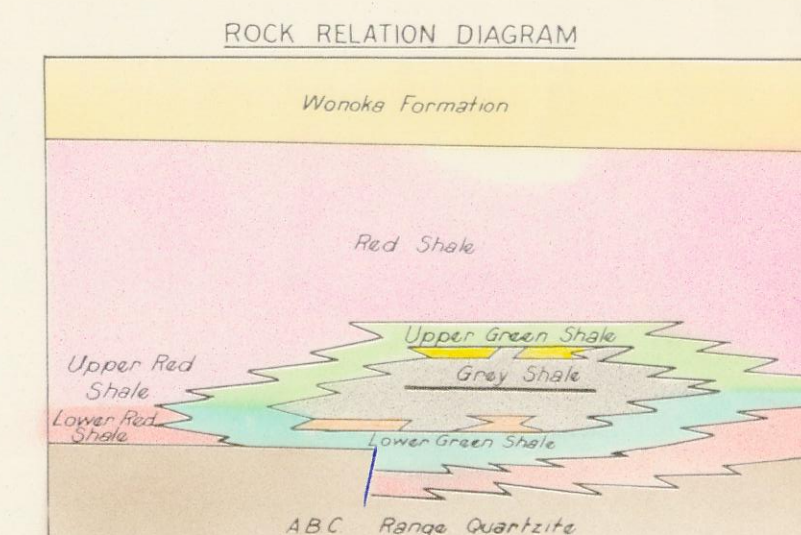 ROCK RELATION DIAGRAM
Wonoka Formation
Red Shale
Upper Green Shale
Upper Red
Shale
Grey Shale
Lower Red
Shale
Lower Green Shale
A.B.C. Range Quartzite